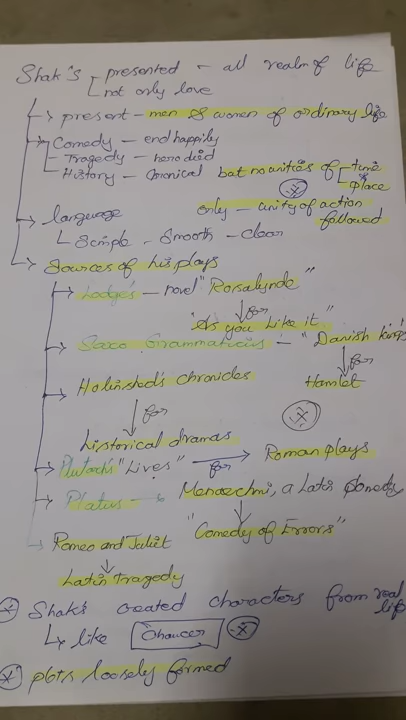 Shak's presented - all realm of life
not only love
present - men & women of ordinary life
Comedy - end happily
Tragedy - hero died
History - Chronical but no unities of time
place
only - unity of action
followed
language
Simple - Smooth - clear
Sources of his plays
Lodge's - novel "Rosalynde"
for
"As you Like it"
Saxo Grammaticus - "Danish kings
for
Hamlet
Holinshed's chronicles
for
historical dramas
Plutarch's "Lives" for Roman plays
Platus - Menaechmi, a Latin Comedy
"Comedy of Errors"
Romeo and Juliet
Latin Tragedy
Shak's created characters from real
life
like Chaucer
plots loosely formed